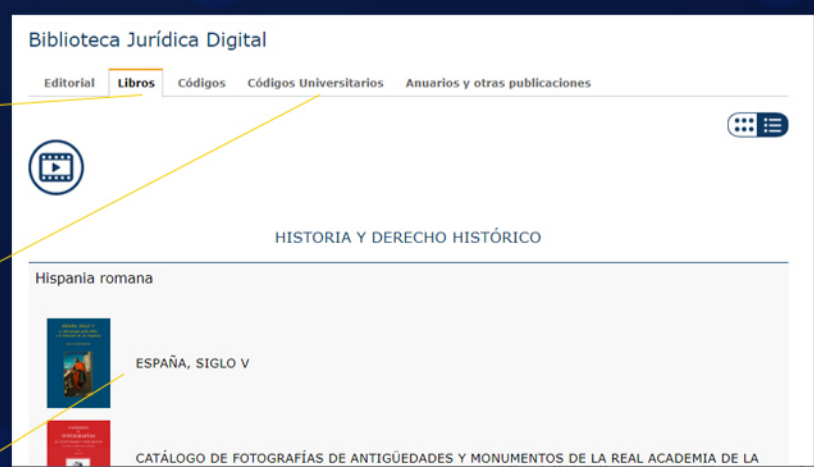 Biblioteca Jurídica Digital
Editorial Libros Códigos Códigos Universitarios Anuarios y otras publicaciones
HISTORIA Y DERECHO HISTÓRICO
Hispania romana
ESPAÑA, SIGLO V
CATÁLOGO DE FOTOGRAFÍAS DE ANTIGÜEDADES Y MONUMENTOS DE LA REAL ACADEMIA DE LA